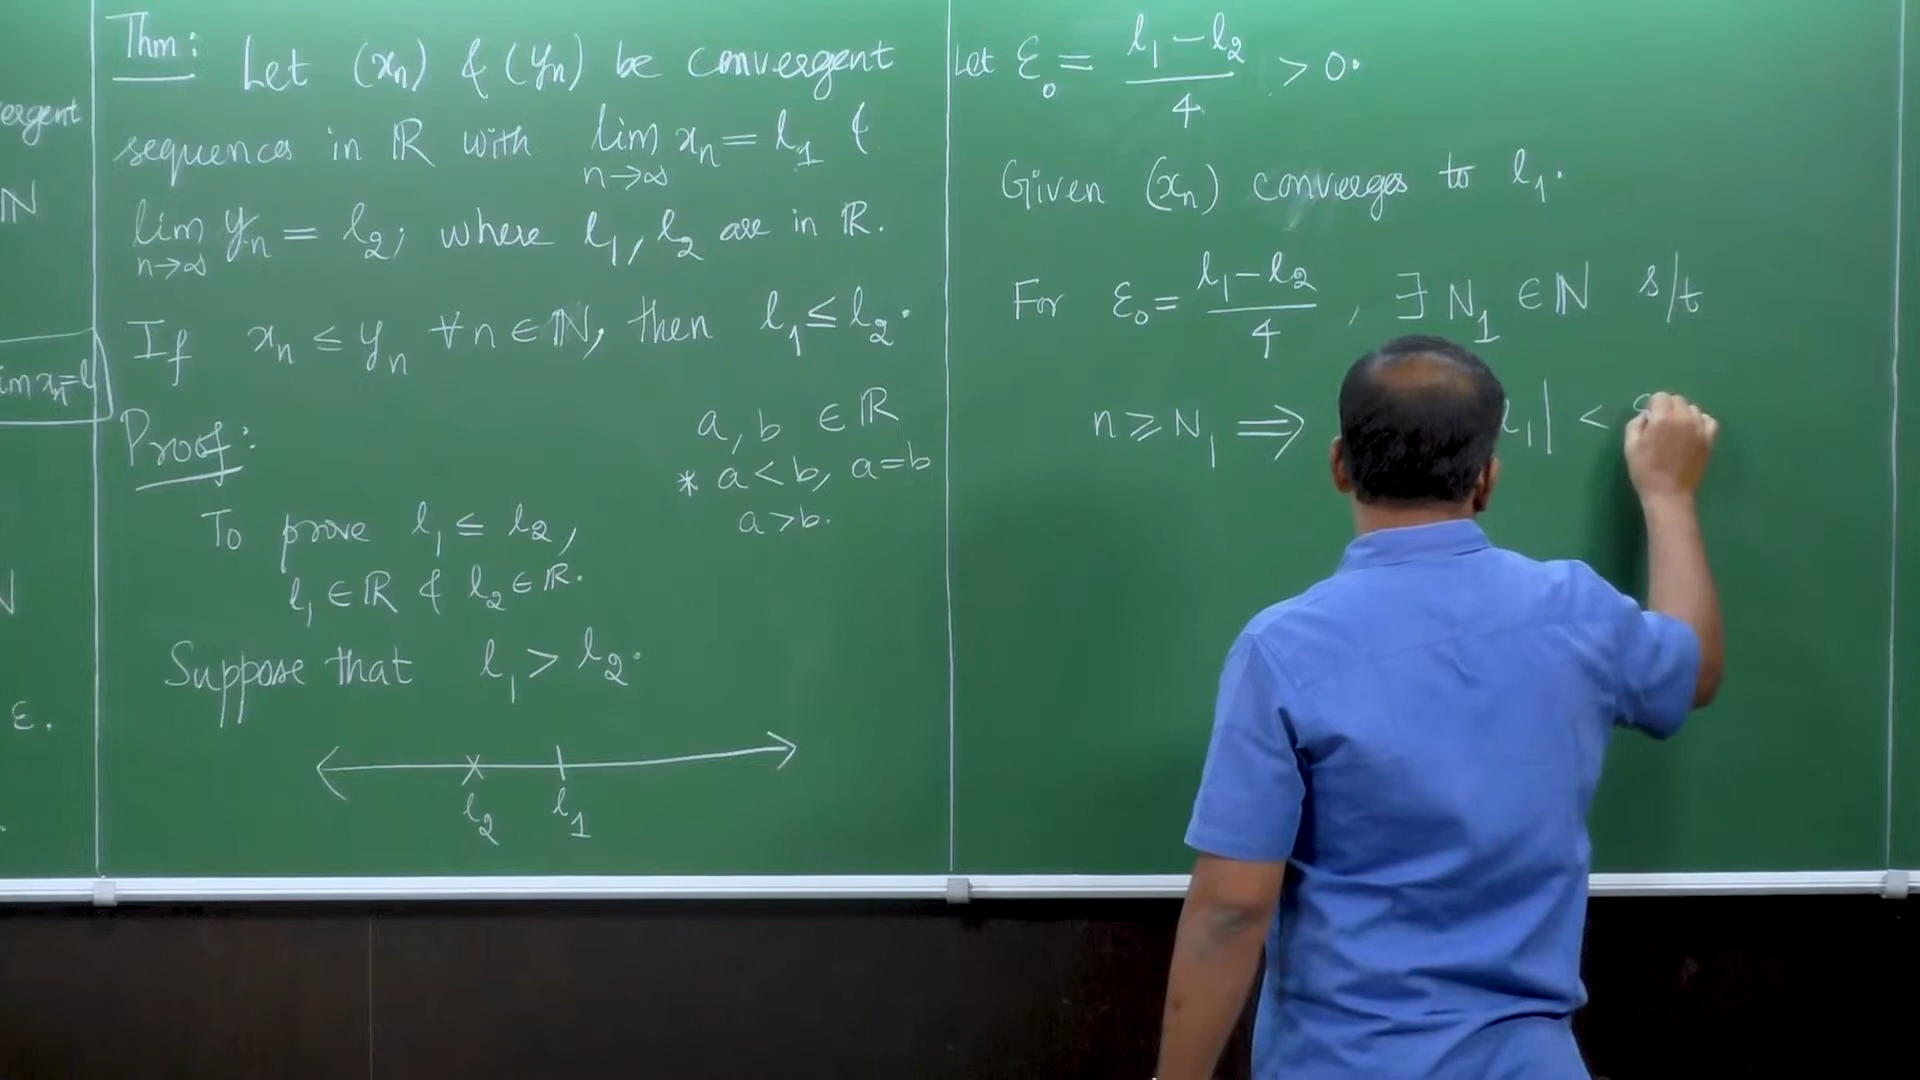 ergent
N
im xₙ=l
N
ε.
Thm: Let (xₙ) & (yₙ) be convergent
sequences in ℝ with lim xₙ = l₁ &
n→∞
lim yₙ = l₂; where l₁, l₂ are in ℝ.
n→∞
If xₙ ≤ yₙ ∀n∈ℕ, then l₁ ≤ l₂.
Proof:
a, b ∈ ℝ
* a<b, a=b
a>b.
To prove l₁ ≤ l₂,
l₁ ∈ ℝ & l₂ ∈ ℝ.
Suppose that l₁ > l₂.
l₂ l₁
Let ε₀ = (l₁ - l₂)/4 > 0.
Given (xₙ) converges to l₁.
For ε₀ = (l₁ - l₂)/4, ∃ N₁ ∈ ℕ s/t
n ≥ N₁ ⟹ l₁| <